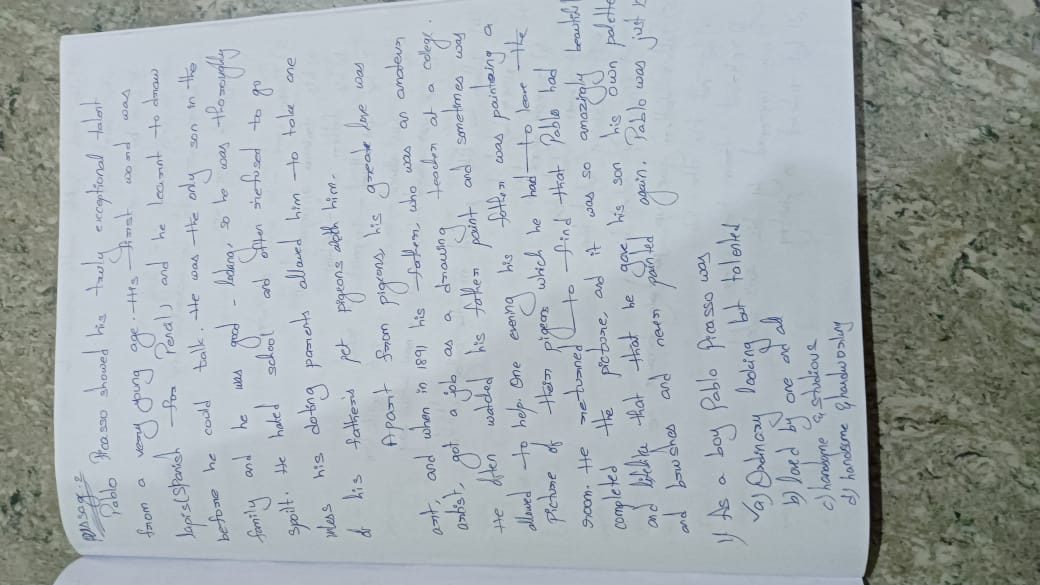 Passage-2
Pablo Picasso showed his truly exceptional talent
from a very young age. His first word was
lapis (Spanish for Pencil) and he learnt to draw
before he could talk. He was the only son in the
family and he was good-looking, so he was thoroughly
spoilt. He hated school and often refused to go
unless his doting parents allowed him to take one
of his father's pet pigeons with him.
Apart from pigeons, his great love was
art, and when in 1891 his father, who was an amateur
artist, got a job as a drawing teacher at a college.
He often watched his father paint and sometimes was
allowed to help. One evening his father was painting a
Picture of their pigeons which he had to leave the
room. He returned to find that Pablo had
completed the picture, and it was so amazingly beautiful
and lifelike that that he gave his son his own palette
and brushes and never painted again. Pablo was just
1) As a boy Pablo Picasso was
a) Ordinary looking but talented
b) loved by one and all
c) handsome & studious
d) handsome & hardworking